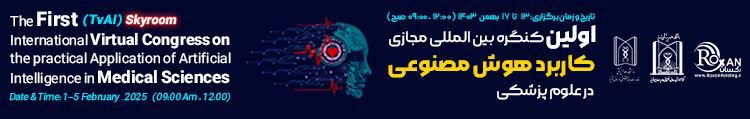 The First (TvAI) Skyroom
International Virtual Congress on
the practical Application of Artificial
Intelligence in Medical Sciences
Date & Time: 1-5 February .2025 (09:00 Am . 12:00)
تاریخ و زمان برگزاری: ۱۳ تا ۱۷ بهمن ۱۴۰۳ (۱۲:۰۰ - ۰۹:۰۰ صبح)
اولین کنگره بین المللی مجازی
کاربرد هوش مصنوعی
در علوم پزشکی
ROXAN
رکسان
www.Roxanholding.ir